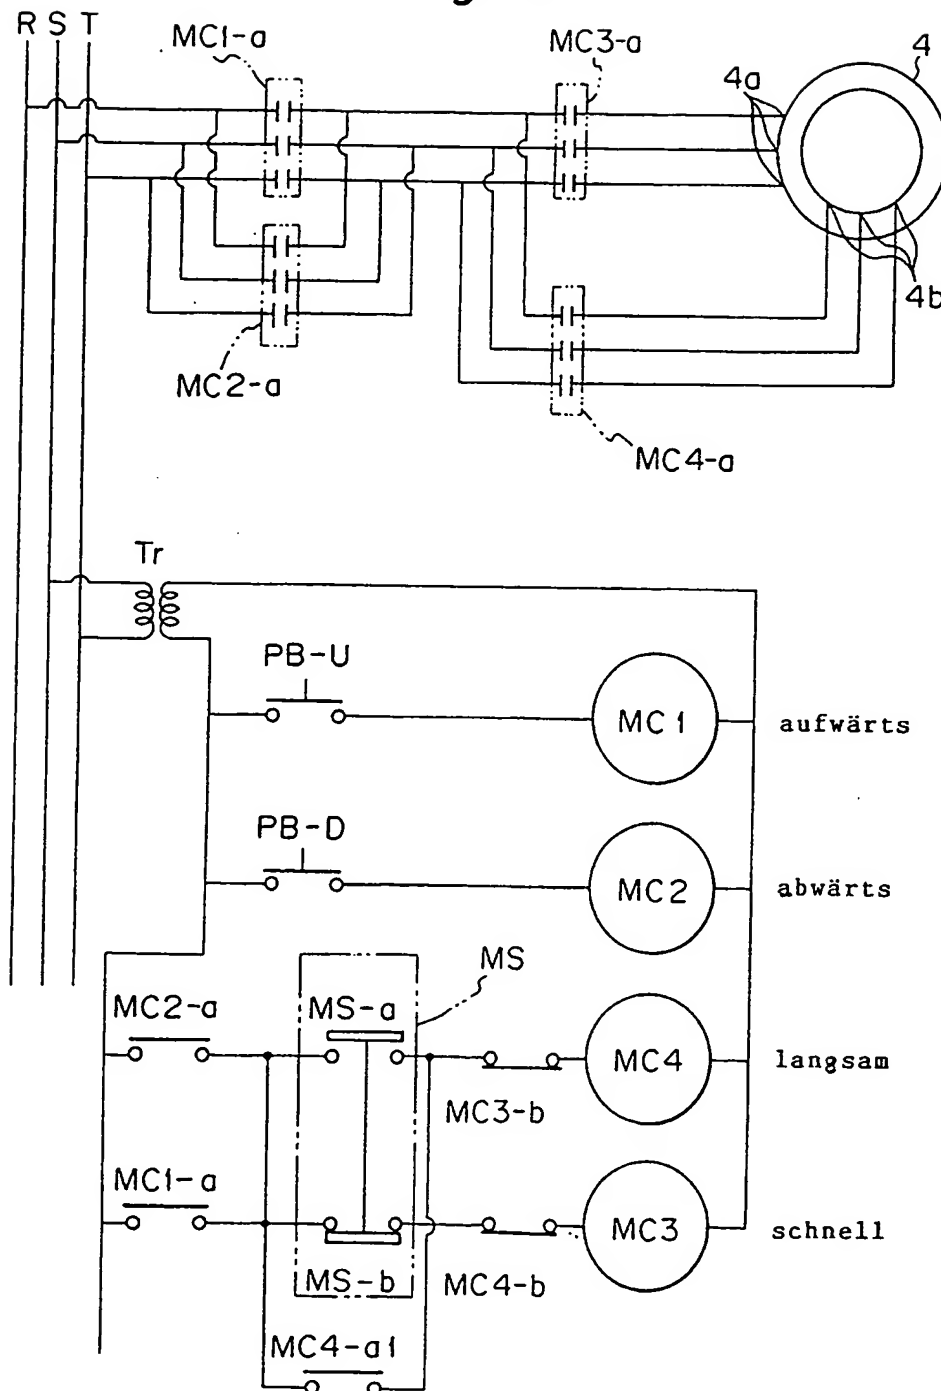 R S T
MC1-a
MC3-a
4
4a
4b
MC2-a
MC4-a
Tr
PB-U
MC1
aufwärts
PB-D
MC2
abwärts
MS
MC2-a
MS-a
MC4
langsam
MC3-b
MC1-a
MC3
schnell
MS-b
MC4-b
MC4-a1